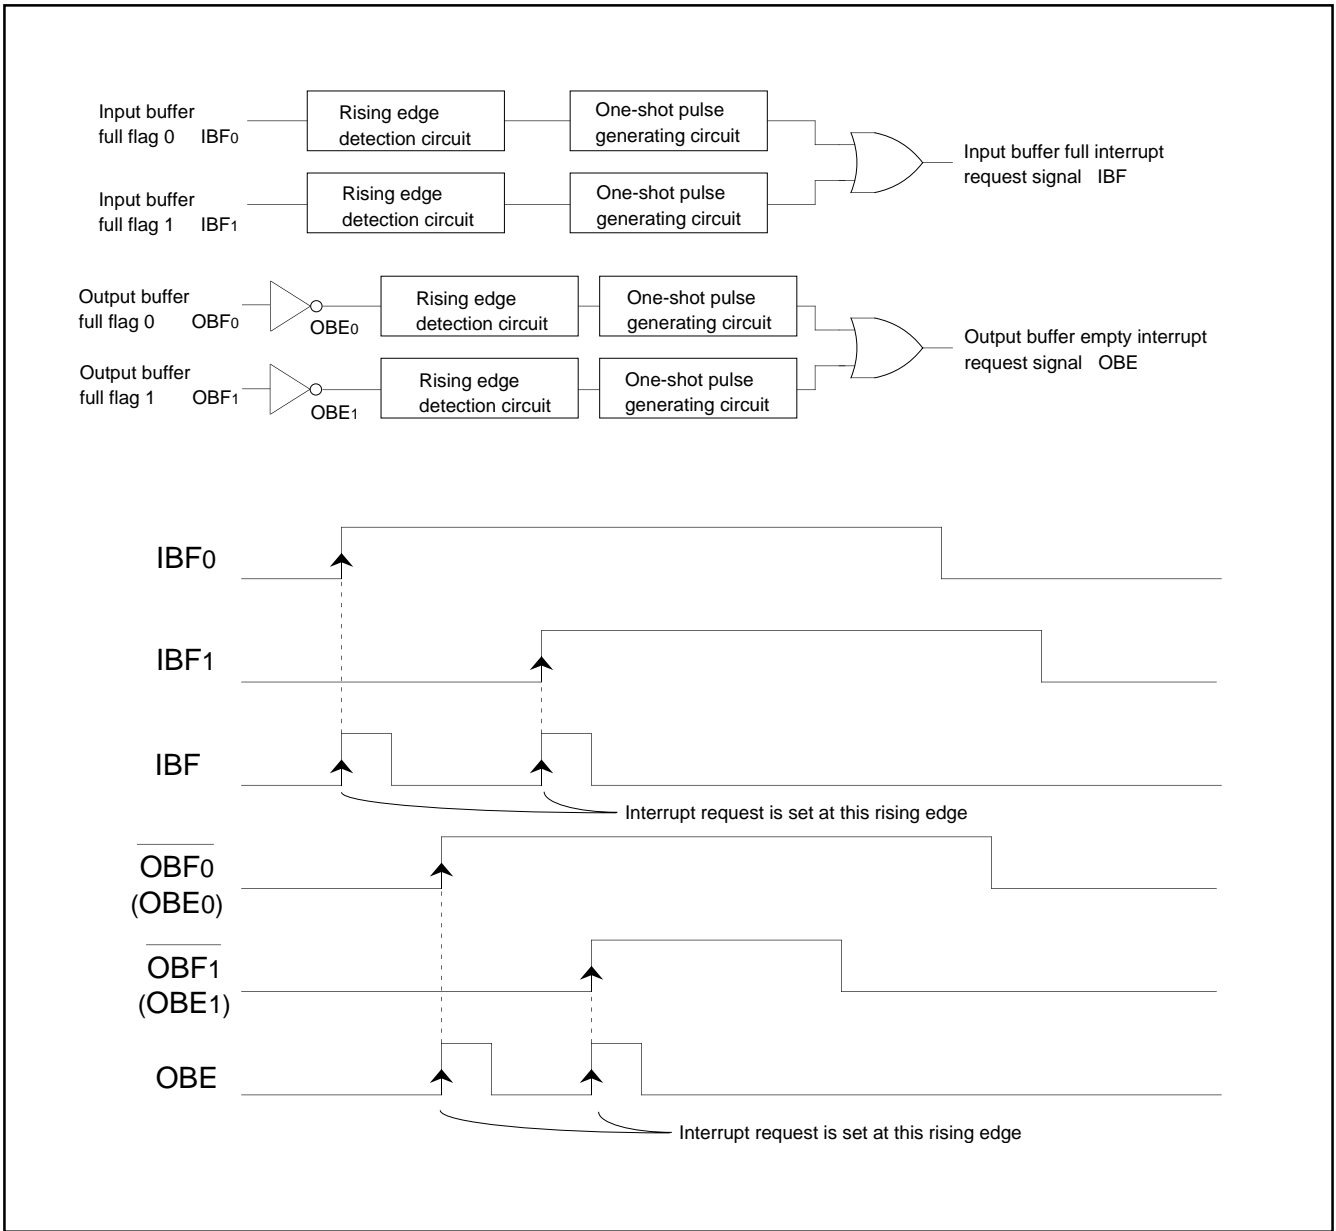 Input buffer
full flag 0 IBF0
Rising edge
detection circuit
One-shot pulse
generating circuit
Input buffer full interrupt
request signal IBF
Input buffer
full flag 1 IBF1
Rising edge
detection circuit
One-shot pulse
generating circuit
Output buffer
full flag 0 OBF0
OBE0
Rising edge
detection circuit
One-shot pulse
generating circuit
Output buffer empty interrupt
request signal OBE
Output buffer
full flag 1 OBF1
OBE1
Rising edge
detection circuit
One-shot pulse
generating circuit
IBF0
IBF1
IBF
Interrupt request is set at this rising edge
OBF0
(OBE0)
OBF1
(OBE1)
OBE
Interrupt request is set at this rising edge